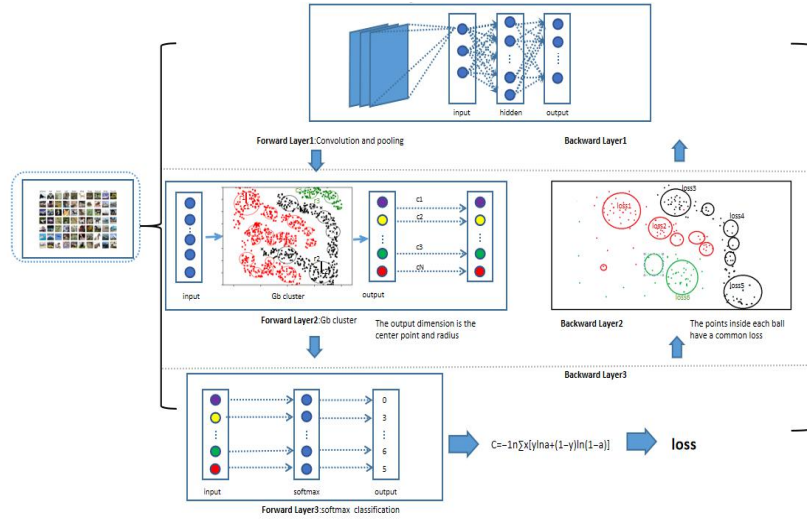 input
hidden
output
Forward Layer1:Convolution and pooling
Backward Layer1
c1
c2
c3
cN
input
Gb cluster
output
Forward Layer2:Gb cluster
The output dimension is the
center point and radius
loss1
loss2
loss3
loss4
loss5
loss6
Backward Layer2
The points inside each ball
have a common loss
Backward Layer3
0
3
6
5
input
softmax
output
Forward Layer3:softmax classification
C=−1n∑x[ylna+(1−y)ln(1−a)]
loss